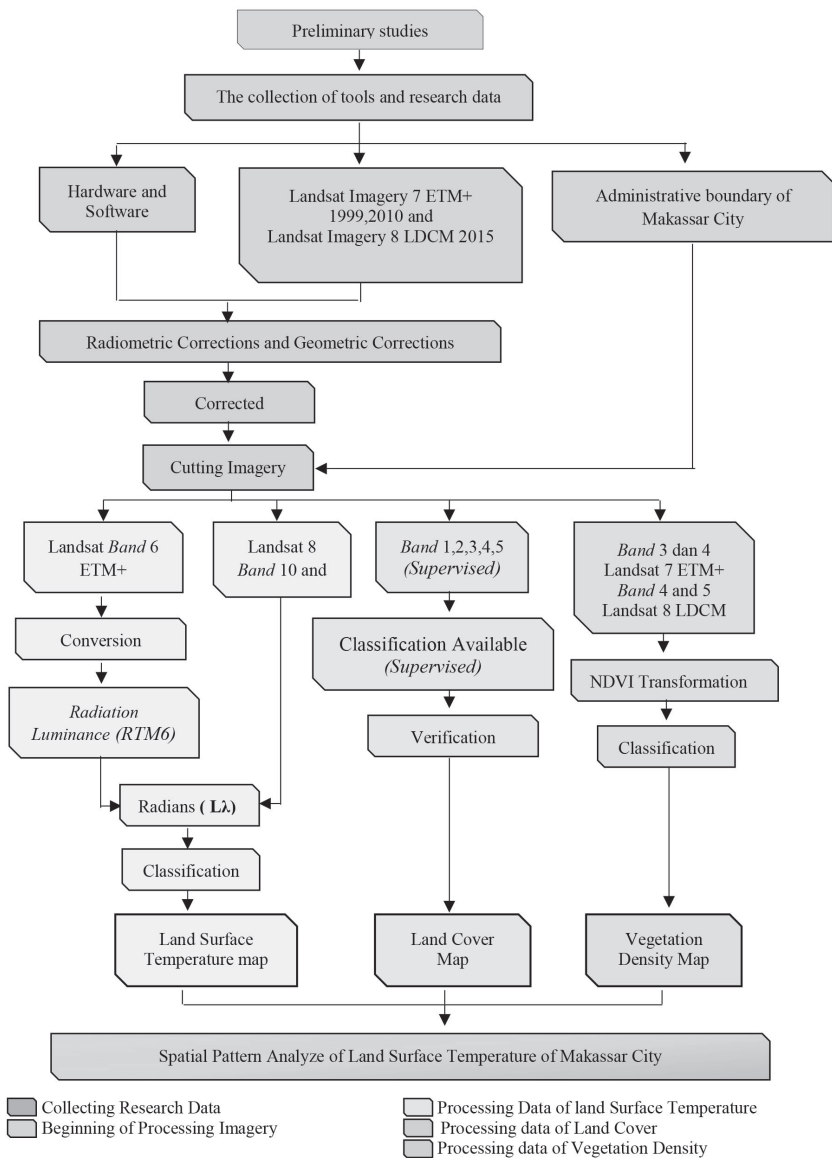 Preliminary studies
The collection of tools and research data
Hardware and
Software
Landsat Imagery 7 ETM+
1999,2010 and
Landsat Imagery 8 LDCM 2015
Administrative boundary of
Makassar City
Radiometric Corrections and Geometric Corrections
Corrected
Cutting Imagery
Landsat Band 6
ETM+
Landsat 8
Band 10 and
Band 1,2,3,4,5
(Supervised)
Band 3 dan 4
Landsat 7 ETM+
Band 4 and 5
Landsat 8 LDCM
Conversion
Classification Available
(Supervised)
NDVI Transformation
Radiation
Luminance (RTM6)
Verification
Classification
Radians ( Lλ)
Classification
Land Surface
Temperature map
Land Cover
Map
Vegetation
Density Map
Spatial Pattern Analyze of Land Surface Temperature of Makassar City
Collecting Research Data
Beginning of Processing Imagery
Processing Data of land Surface Temperature
Processing data of Land Cover
Processing data of Vegetation Density